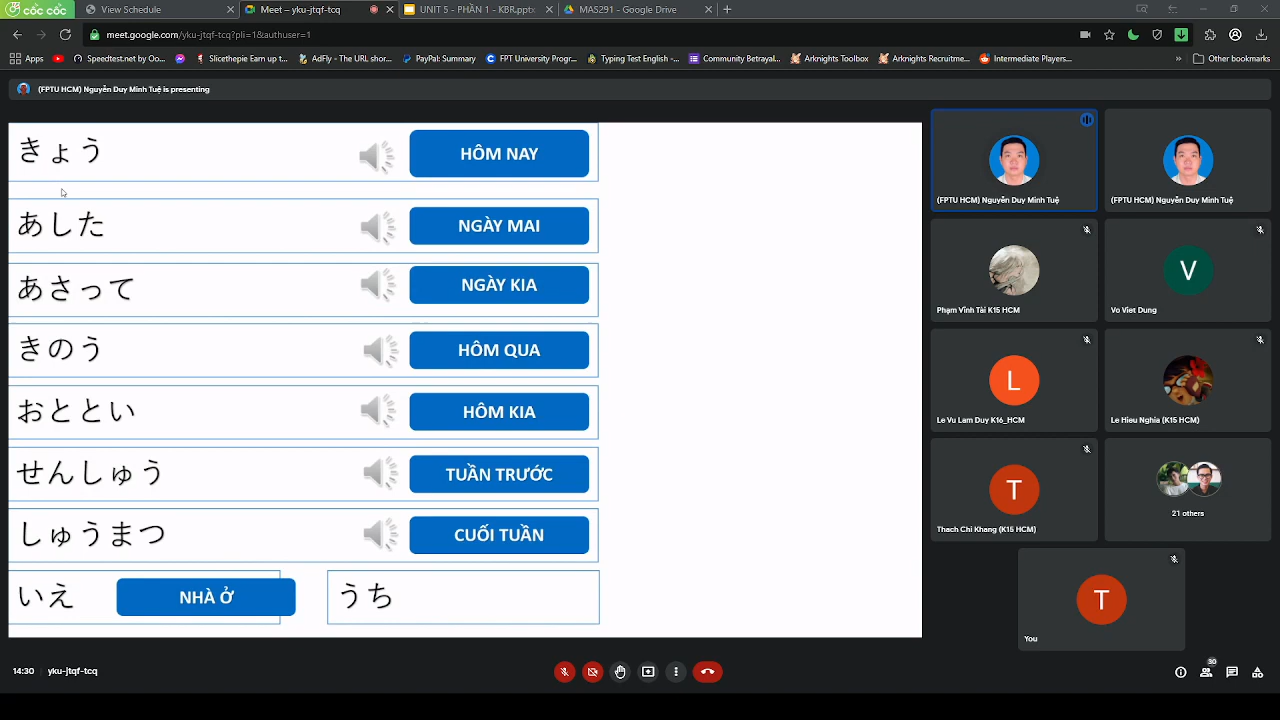 cốc cốc
View Schedule
Meet – yku-jtqf-tcq
UNIT 5 - PHẦN 1 - KBR.pptx
MAS291 - Google Drive
meet.google.com/yku-jtqf-tcq?pli=1&authuser=1
Apps
Speedtest.net by Oo...
Slicethepie Earn up t...
AdFly - The URL shor...
PayPal: Summary
FPT University Progr...
Typing Test English -...
Community Betrayal...
Arknights Toolbox
Arknights Recruitme...
Intermediate Players...
»
Other bookmarks
(FPTU HCM) Nguyễn Duy Minh Tuệ is presenting
きょう
HÔM NAY
あした
NGÀY MAI
あさって
NGÀY KIA
きのう
HÔM QUA
おととい
HÔM KIA
せんしゅう
TUẦN TRƯỚC
しゅうまつ
CUỐI TUẦN
いえ
NHÀ Ở
うち
(FPTU HCM) Nguyễn Duy Minh Tuệ
(FPTU HCM) Nguyễn Duy Minh Tuệ
Phạm Vĩnh Tài K15 HCM
V
Vo Viet Dung
L
Le Vu Lam Duy K16_HCM
Le Hieu Nghia (K15 HCM)
T
Thach Chi Khang (K15 HCM)
21 others
T
You
14:30
yku-jtqf-tcq
30